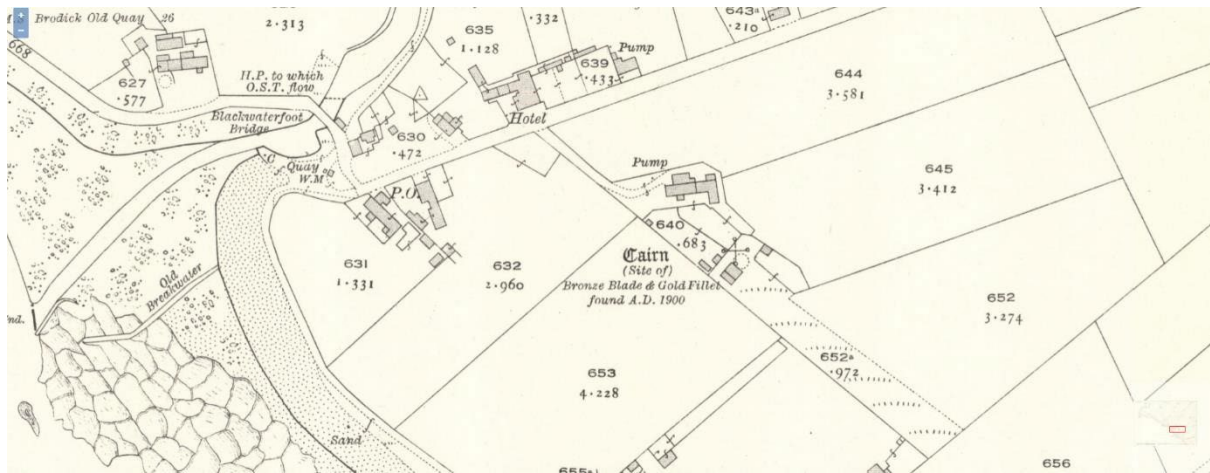 Brodick Old Quay 26
2·313
668
627
·577
H.P. to which
O.S.T. flow
Blackwaterfoot
Bridge
635
1·128
·332
639
·433
Pump
643a
·210
644
3·581
Hotel
630
·472
C
Quay
W.M
P.O.
Pump
645
3·412
640
·683
Cairn
(Site of)
Bronze Blade & Gold Fillet
found A.D. 1900
631
1·331
632
2·960
Old
Breakwater
652
3·274
652a
·972
653
4·228
Sand
655a
656